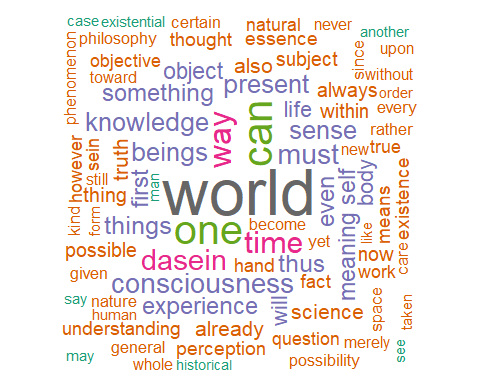 case existential certain natural never another
philosophy thought essence since upon
phenomenon objective also subject
toward object present always without
something order
knowledge way can life within every
sense rather
however sein truth beings must new true
still thing first man world even self body
kind form things one become meaning like means existence
possible time yet now care
given dasein hand thus work
consciousness fact
say nature experience will science space taken
human
understanding already question merely see
may general perception possibility
whole historical